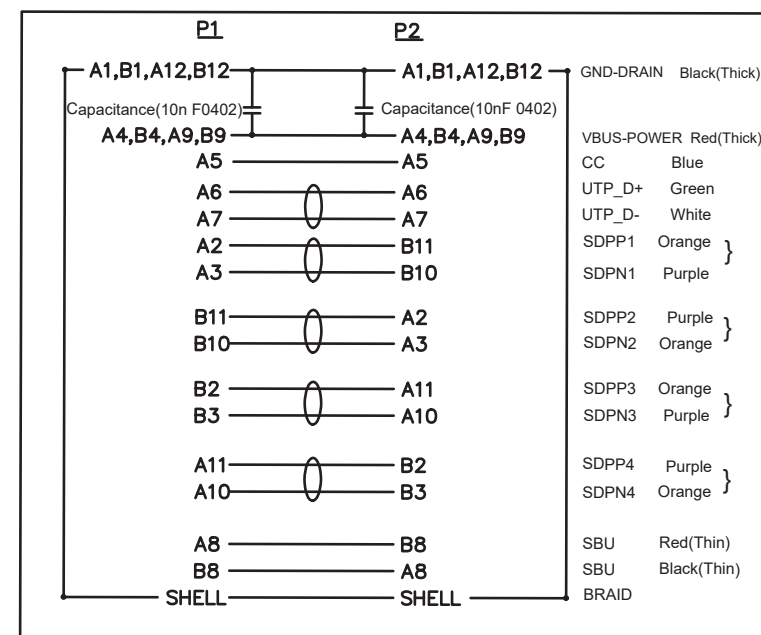 P1 P2
A1,B1,A12,B12 A1,B1,A12,B12 GND-DRAIN Black(Thick)
Capacitance(10n F0402) Capacitance(10nF 0402)
A4,B4,A9,B9 A4,B4,A9,B9 VBUS-POWER Red(Thick)
A5 A5 CC Blue
A6 A6 UTP_D+ Green
A7 A7 UTP_D- White
A2 B11 SDPP1 Orange }
A3 B10 SDPN1 Purple
B11 A2 SDPP2 Purple }
B10 A3 SDPN2 Orange
B2 A11 SDPP3 Orange }
B3 A10 SDPN3 Purple
A11 B2 SDPP4 Purple }
A10 B3 SDPN4 Orange
A8 B8 SBU Red(Thin)
B8 A8 SBU Black(Thin)
SHELL SHELL BRAID